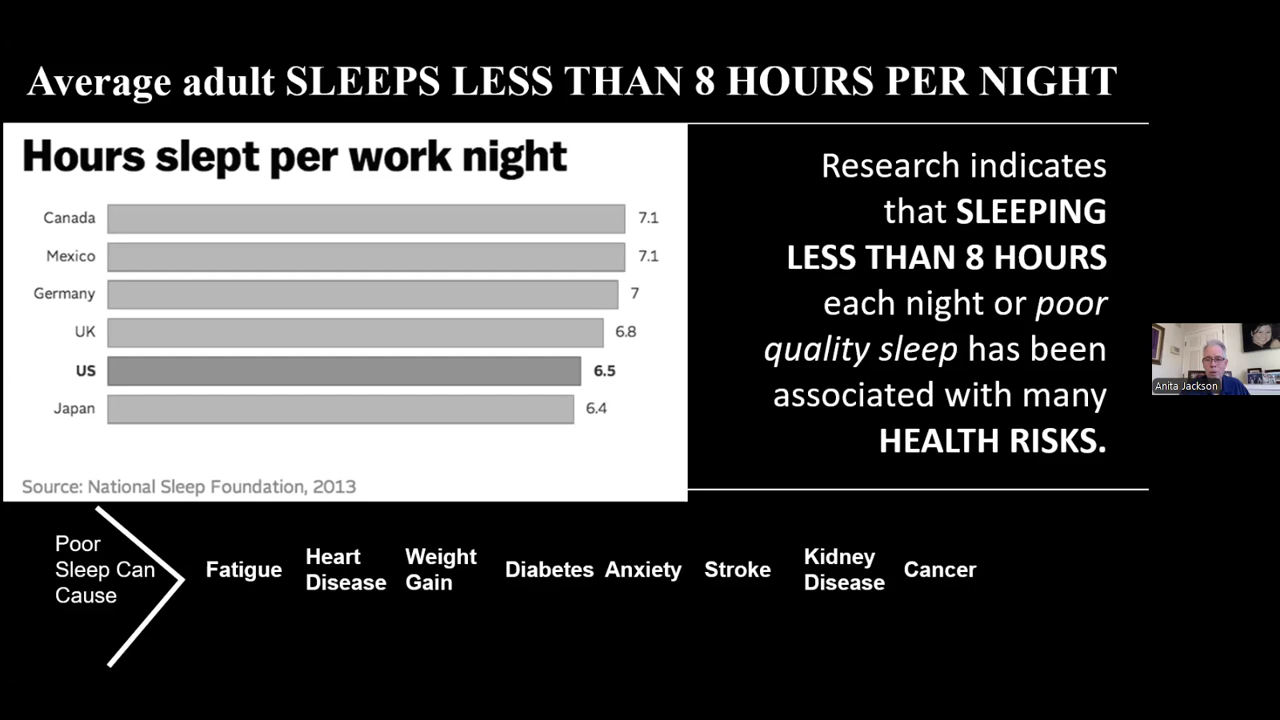 Average adult SLEEPS LESS THAN 8 HOURS PER NIGHT
Hours slept per work night
Canada 7.1
Mexico 7.1
Germany 7
UK 6.8
US 6.5
Japan 6.4
Source: National Sleep Foundation, 2013
Research indicates
that SLEEPING
LESS THAN 8 HOURS
each night or poor
quality sleep has been
associated with many
HEALTH RISKS.
Anita Jackson
Poor
Sleep Can
Cause
Fatigue
Heart
Disease
Weight
Gain
Diabetes
Anxiety
Stroke
Kidney
Disease
Cancer